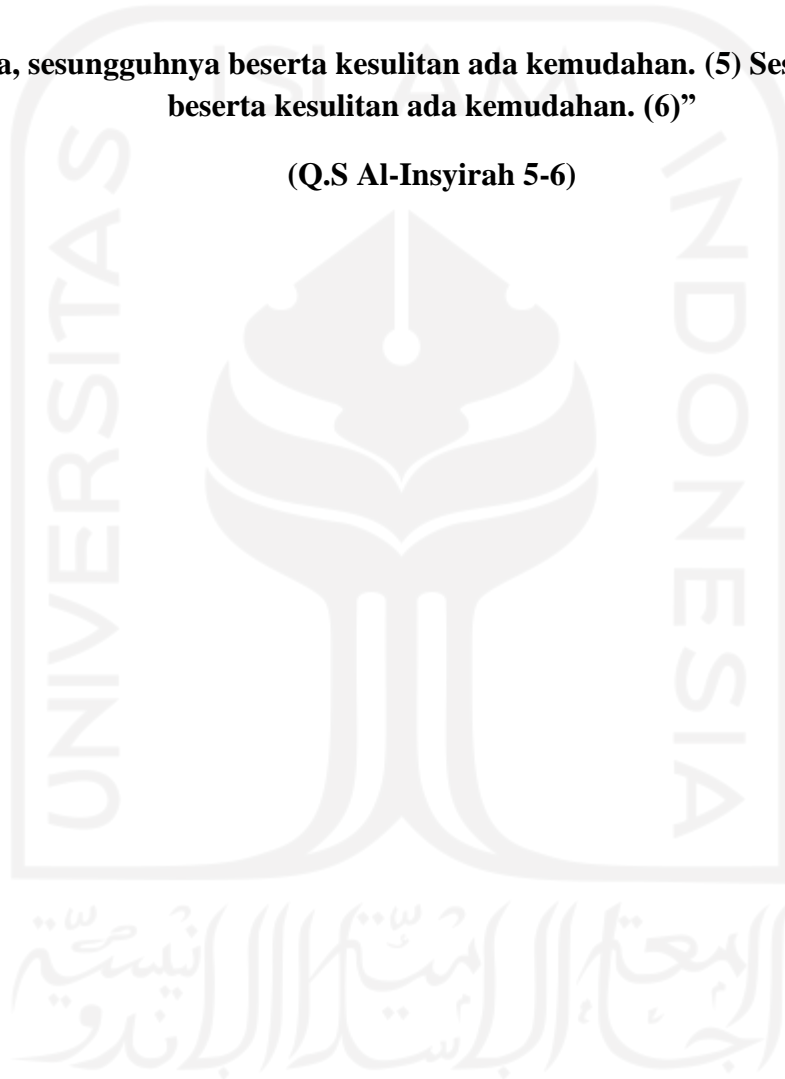 ISLAM
a, sesungguhnya beserta kesulitan ada kemudahan. (5) Ses
beserta kesulitan ada kemudahan. (6)”
(Q.S Al-Insyirah 5-6)
UNIVERSITAS
INDONESIA